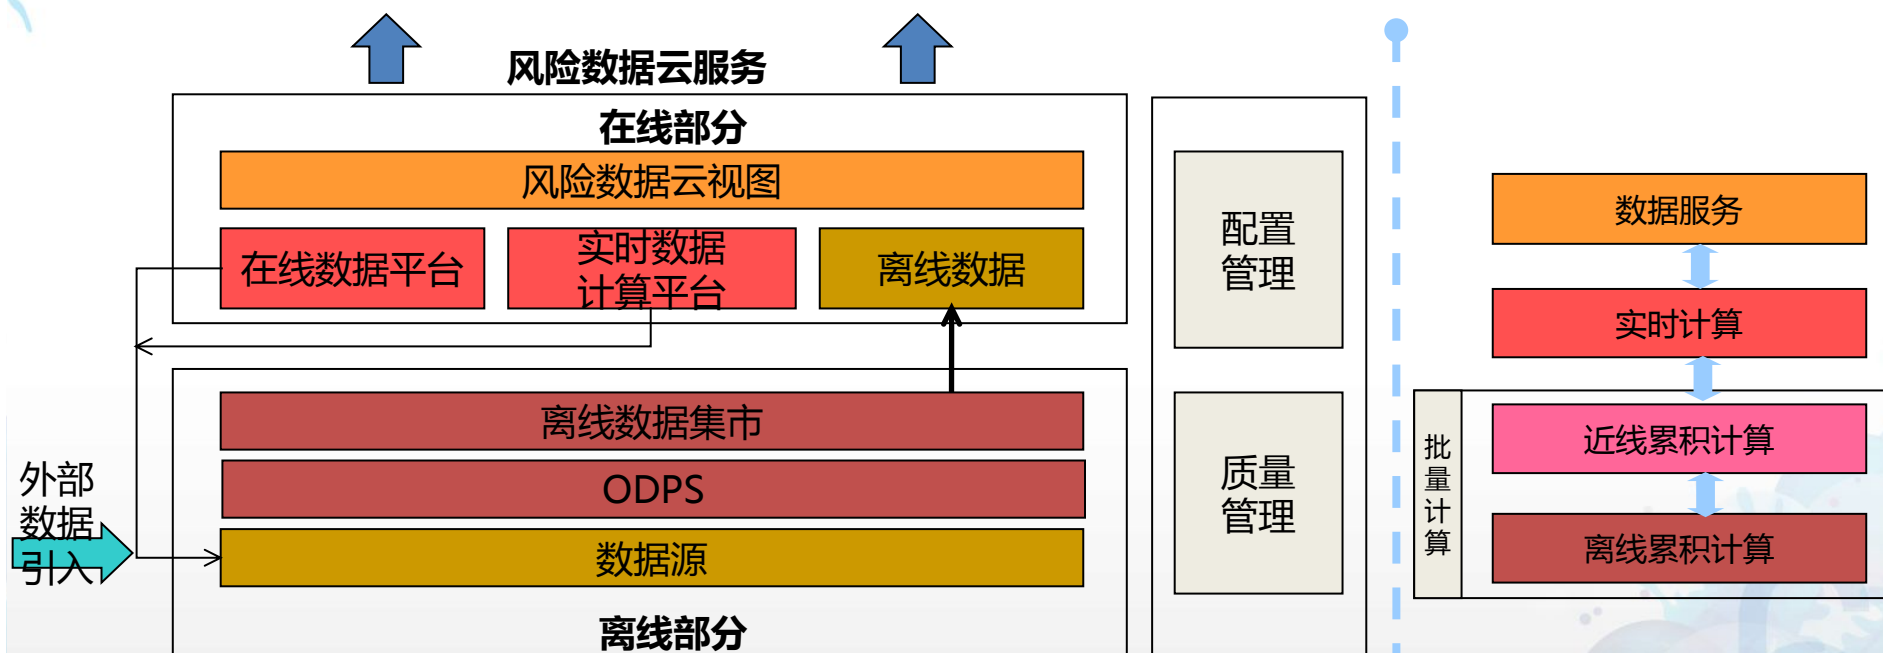 风险数据云服务
在线部分
风险数据云视图
在线数据平台
实时数据
计算平台
离线数据
离线数据集市
ODPS
数据源
离线部分
外部
数据
引入
配置
管理
质量
管理
数据服务
实时计算
批
量
计
算
近线累积计算
离线累积计算